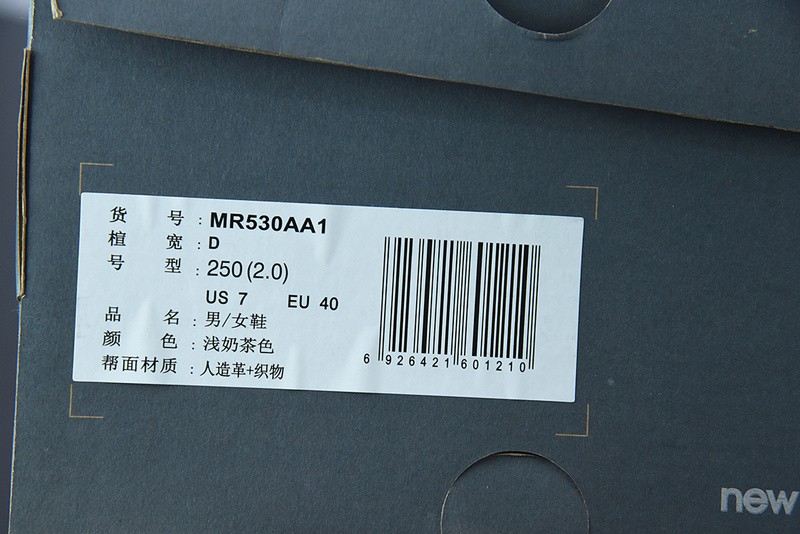 货 号 : MR530AA1
楦 宽 : D
号 型 : 250(2.0)
US 7 EU 40
品 名 : 男/女鞋
颜 色 : 浅奶茶色
帮面材质 : 人造革+织物
6 926421 601210
new